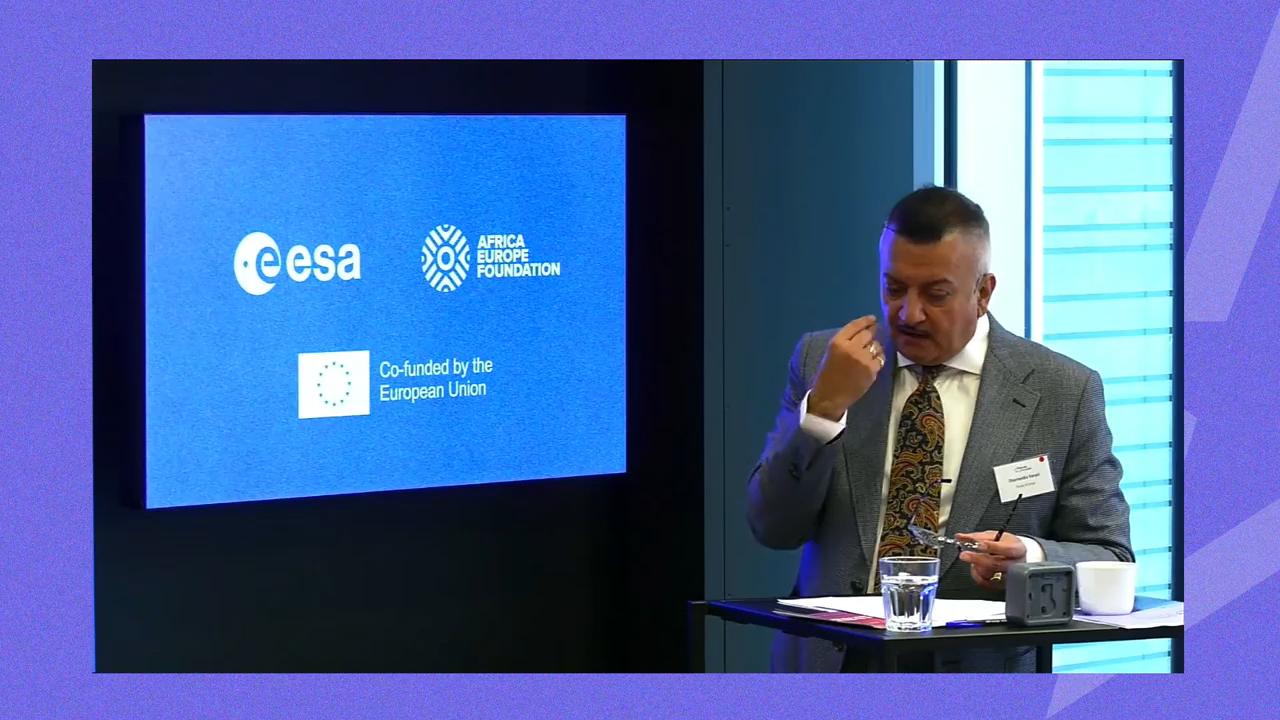 esa
AFRICA
EUROPE
FOUNDATION
Co-funded by the
European Union